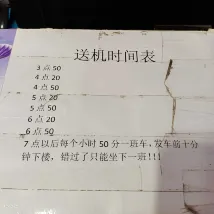 送机时间表
3 点 50
4 点 20
4 点 50
5 点 20
5 点 50
6 点 20
6 点 50
7 点以后每个小时 50 分一班车，发车前十分
钟下楼，错过了只能坐下一班!!!